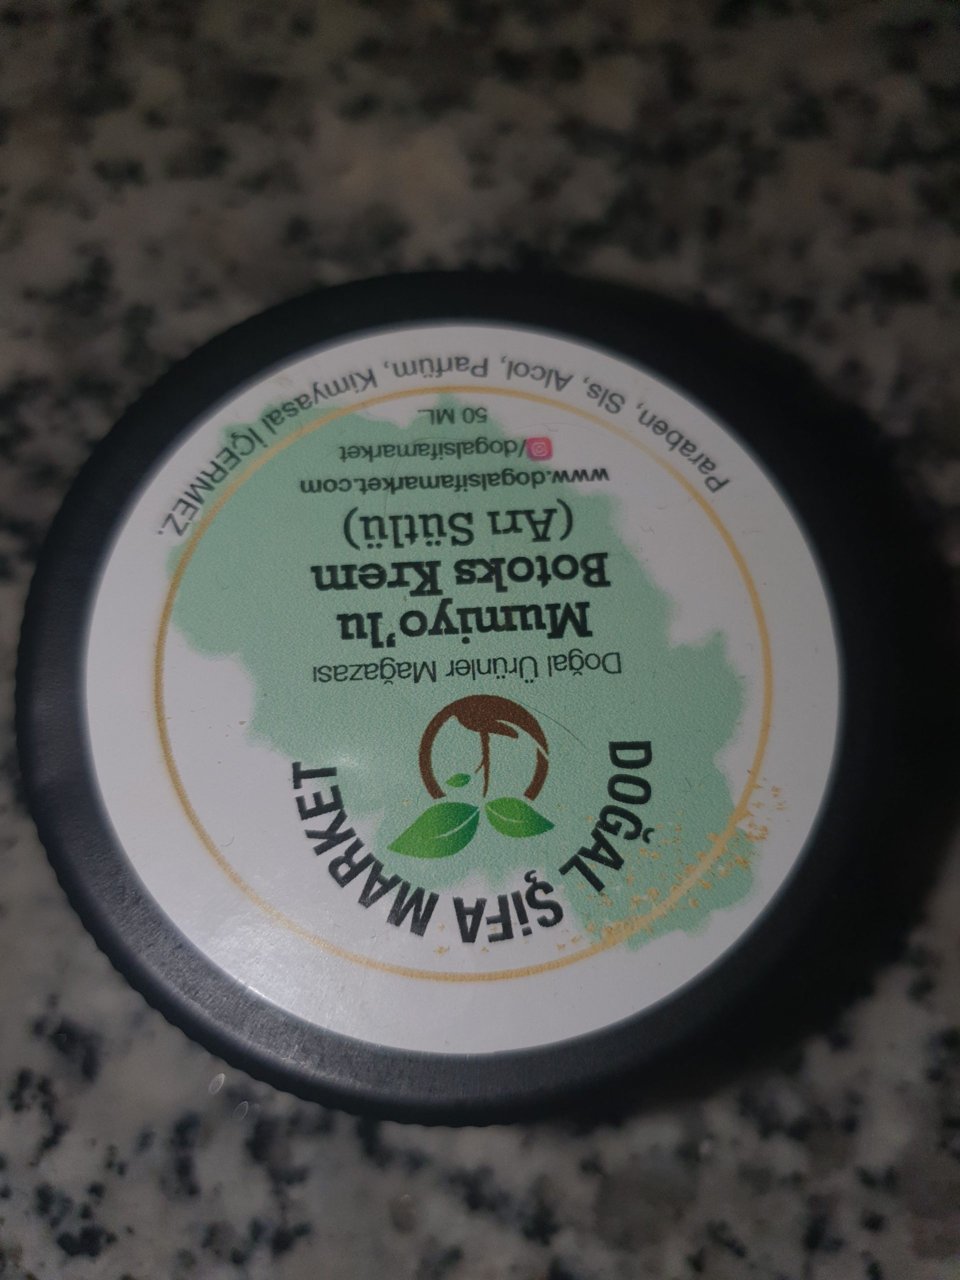 DOĞAL ŞİFA MARKET
Doğal Ürünler Mağazası
Mumiyo'lu
Botoks Krem
(Arı Sütlü)
www.dogalsifamarket.com
/dogalsifamarket
50 ML.
Paraben, Sls, Alcol, Parfüm, Kimyasal İÇERMEZ.